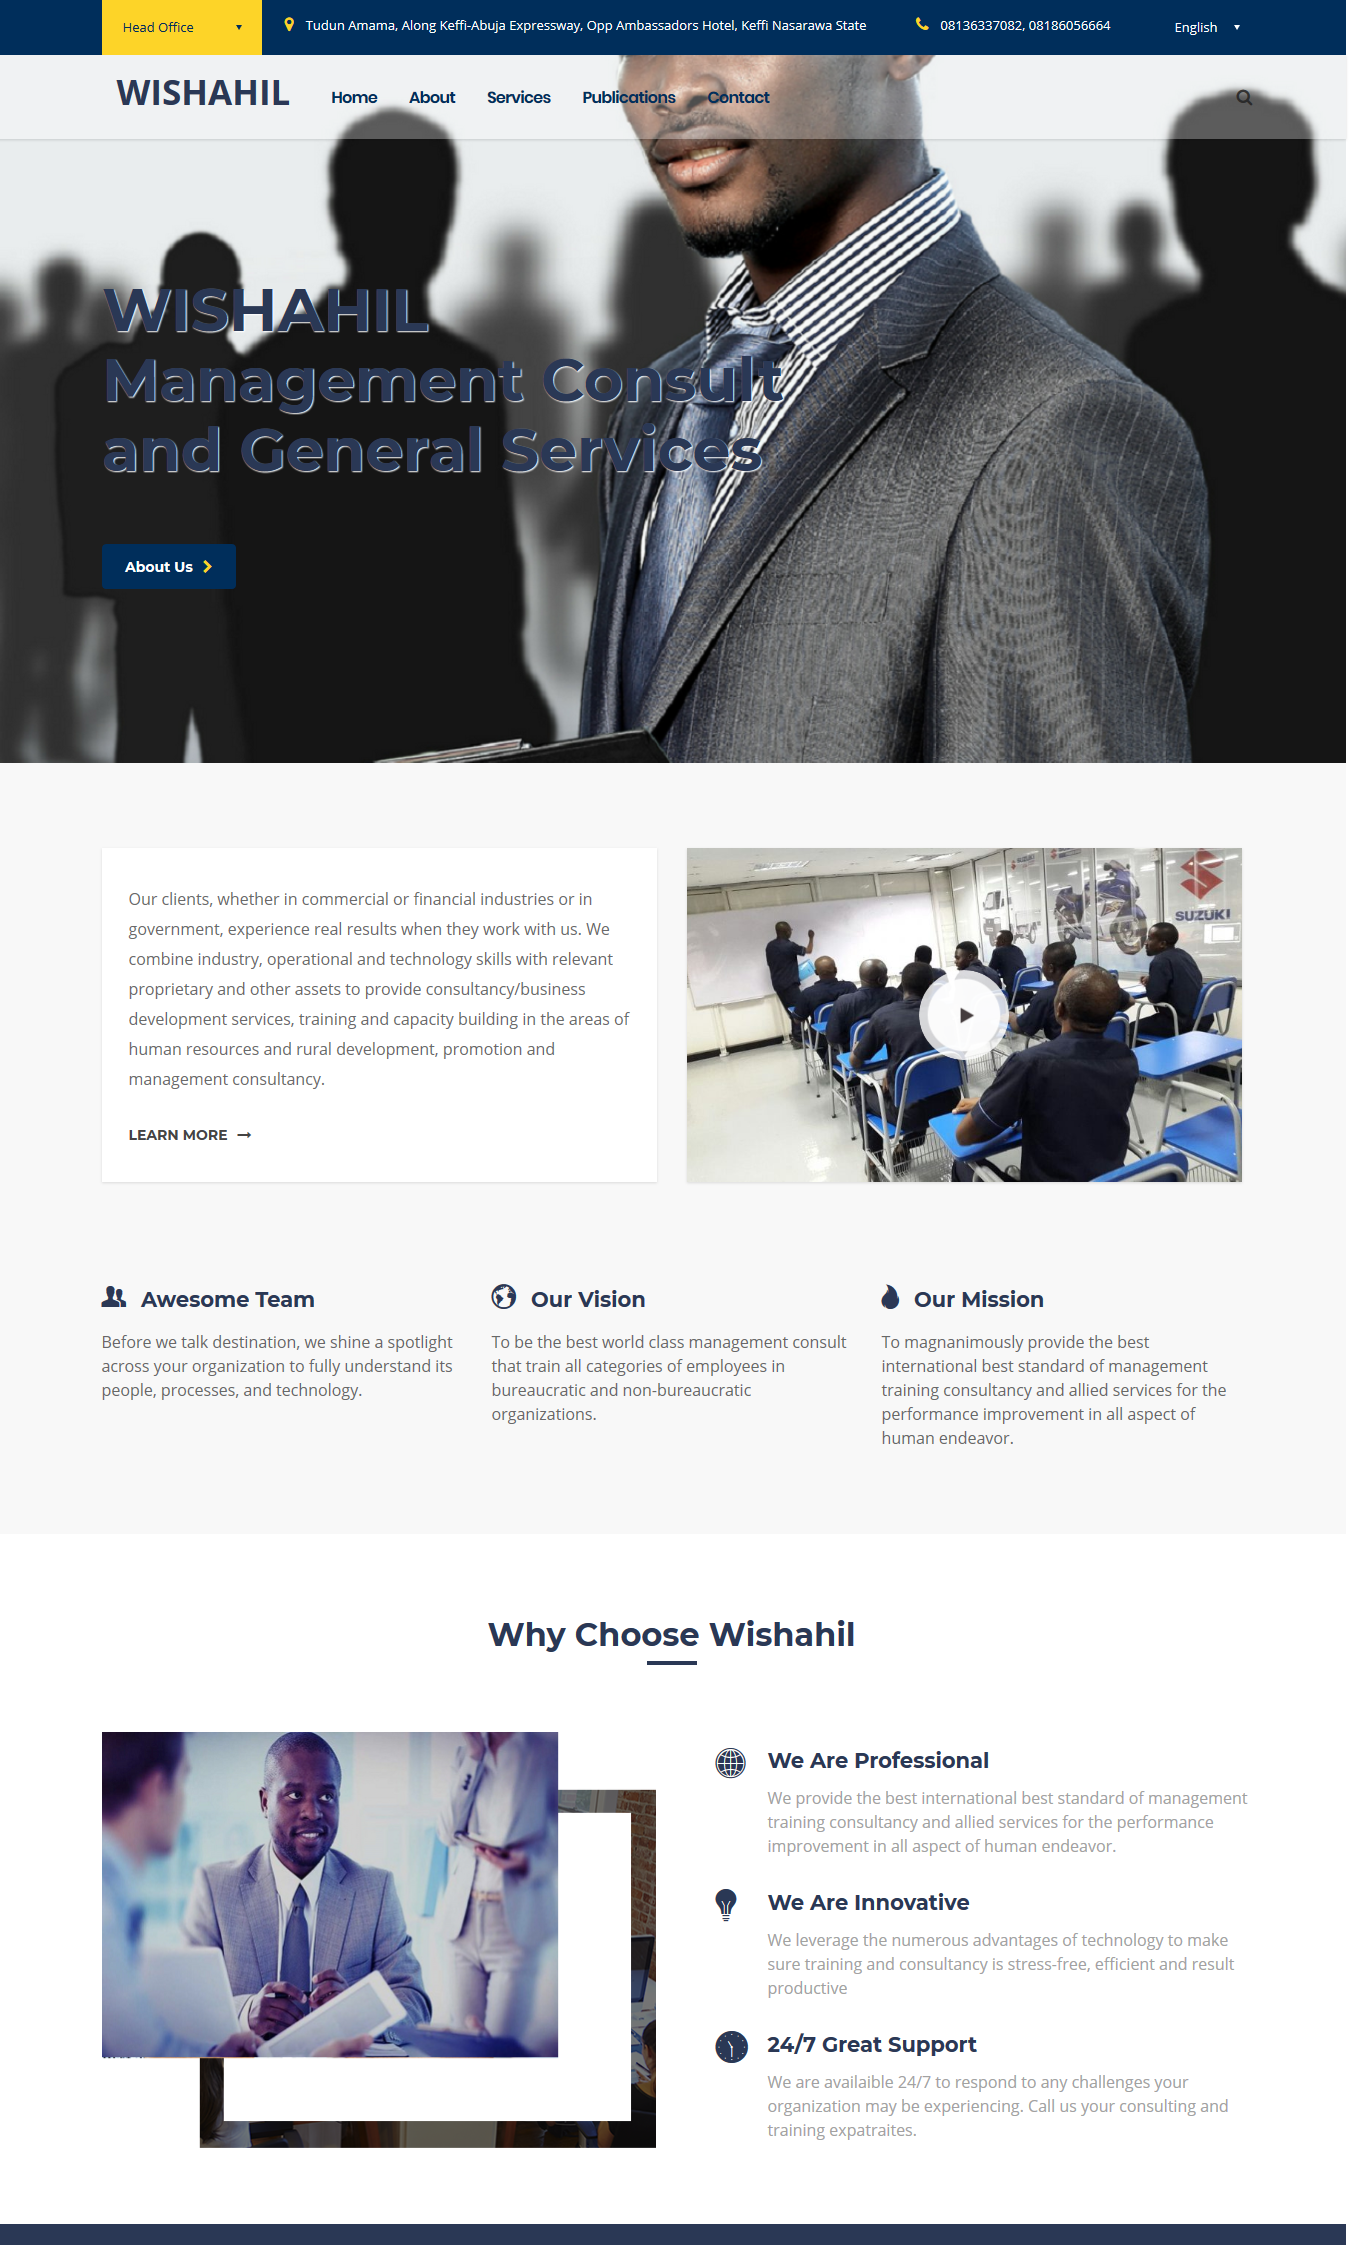 Head Office
Tudun Amama, Along Keffi-Abuja Expressway, Opp Ambassadors Hotel, Keffi Nasarawa State
08136337082, 08186056664
English
WISHAHIL
Home
About
Services
Publications
Contact
WISHAHIL
Management Consult
and General Services
About Us
Our clients, whether in commercial or financial industries or in
government, experience real results when they work with us. We
combine industry, operational and technology skills with relevant
proprietary and other assets to provide consultancy/business
development services, training and capacity building in the areas of
human resources and rural development, promotion and
management consultancy.
LEARN MORE
SUZUKI
Awesome Team
Before we talk destination, we shine a spotlight
across your organization to fully understand its
people, processes, and technology.
Our Vision
To be the best world class management consult
that train all categories of employees in
bureaucratic and non-bureaucratic
organizations.
Our Mission
To magnanimously provide the best
international best standard of management
training consultancy and allied services for the
performance improvement in all aspect of
human endeavor.
Why Choose Wishahil
We Are Professional
We provide the best international best standard of management
training consultancy and allied services for the performance
improvement in all aspect of human endeavor.
We Are Innovative
We leverage the numerous advantages of technology to make
sure training and consultancy is stress-free, efficient and result
productive
24/7 Great Support
We are availaible 24/7 to respond to any challenges your
organization may be experiencing. Call us your consulting and
training expatraites.